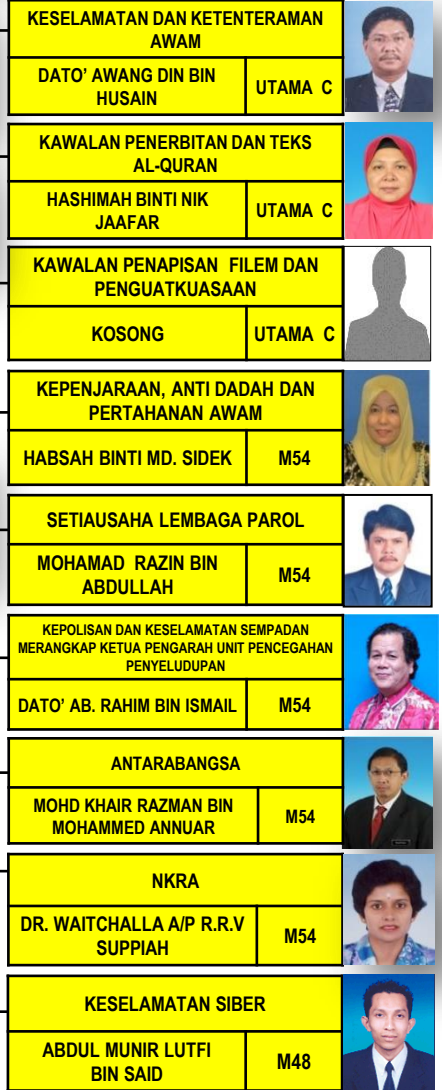 KESELAMATAN DAN KETENTERAMAN
AWAM
DATO' AWANG DIN BIN
HUSAIN
UTAMA C
KAWALAN PENERBITAN DAN TEKS
AL-QURAN
HASHIMAH BINTI NIK
JAAFAR
UTAMA C
KAWALAN PENAPISAN FILEM DAN
PENGUATKUASAAN
KOSONG
UTAMA C
KEPENJARAAN, ANTI DADAH DAN
PERTAHANAN AWAM
HABSAH BINTI MD. SIDEK
M54
SETIAUSAHA LEMBAGA PAROL
MOHAMAD RAZIN BIN
ABDULLAH
M54
KEPOLISAN DAN KESELAMATAN SEMPADAN
MERANGKAP KETUA PENGARAH UNIT PENCEGAHAN
PENYELUDUPAN
DATO' AB. RAHIM BIN ISMAIL
M54
ANTARABANGSA
MOHD KHAIR RAZMAN BIN
MOHAMMED ANNUAR
M54
NKRA
DR. WAITCHALLA A/P R.R.V
SUPPIAH
M54
KESELAMATAN SIBER
ABDUL MUNIR LUTFI
BIN SAID
M48